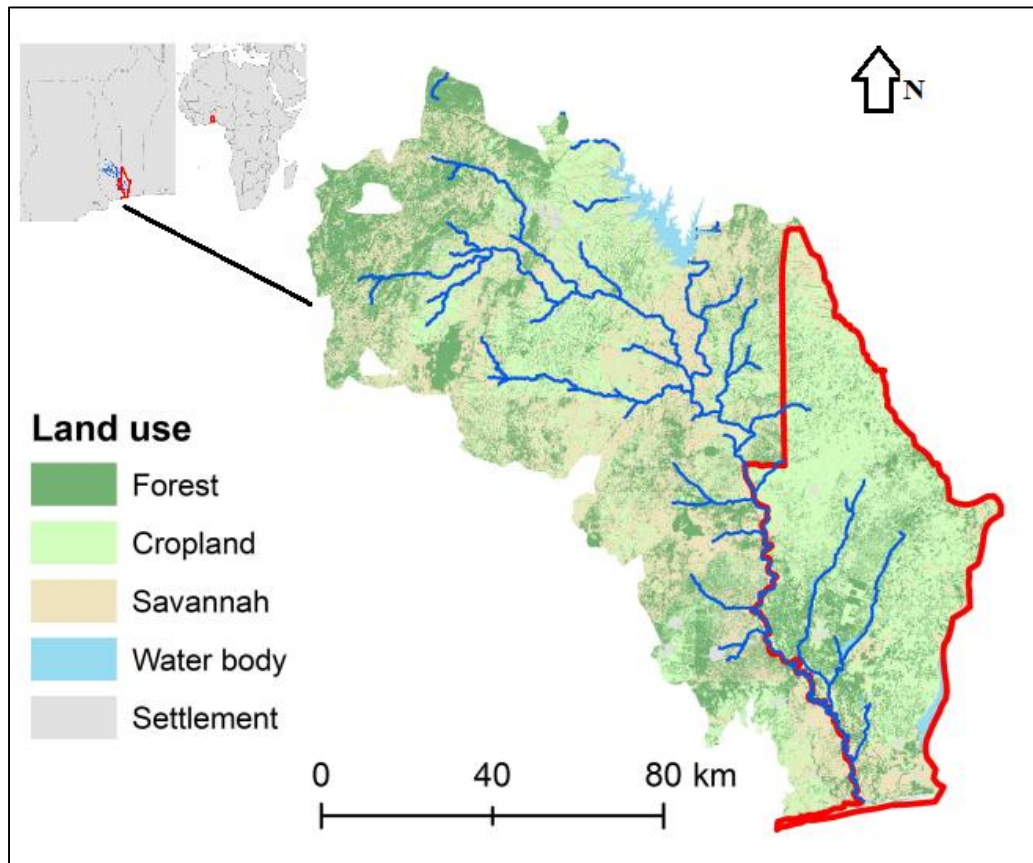 N
Land use
Forest
Cropland
Savannah
Water body
Settlement
0 40 80 km